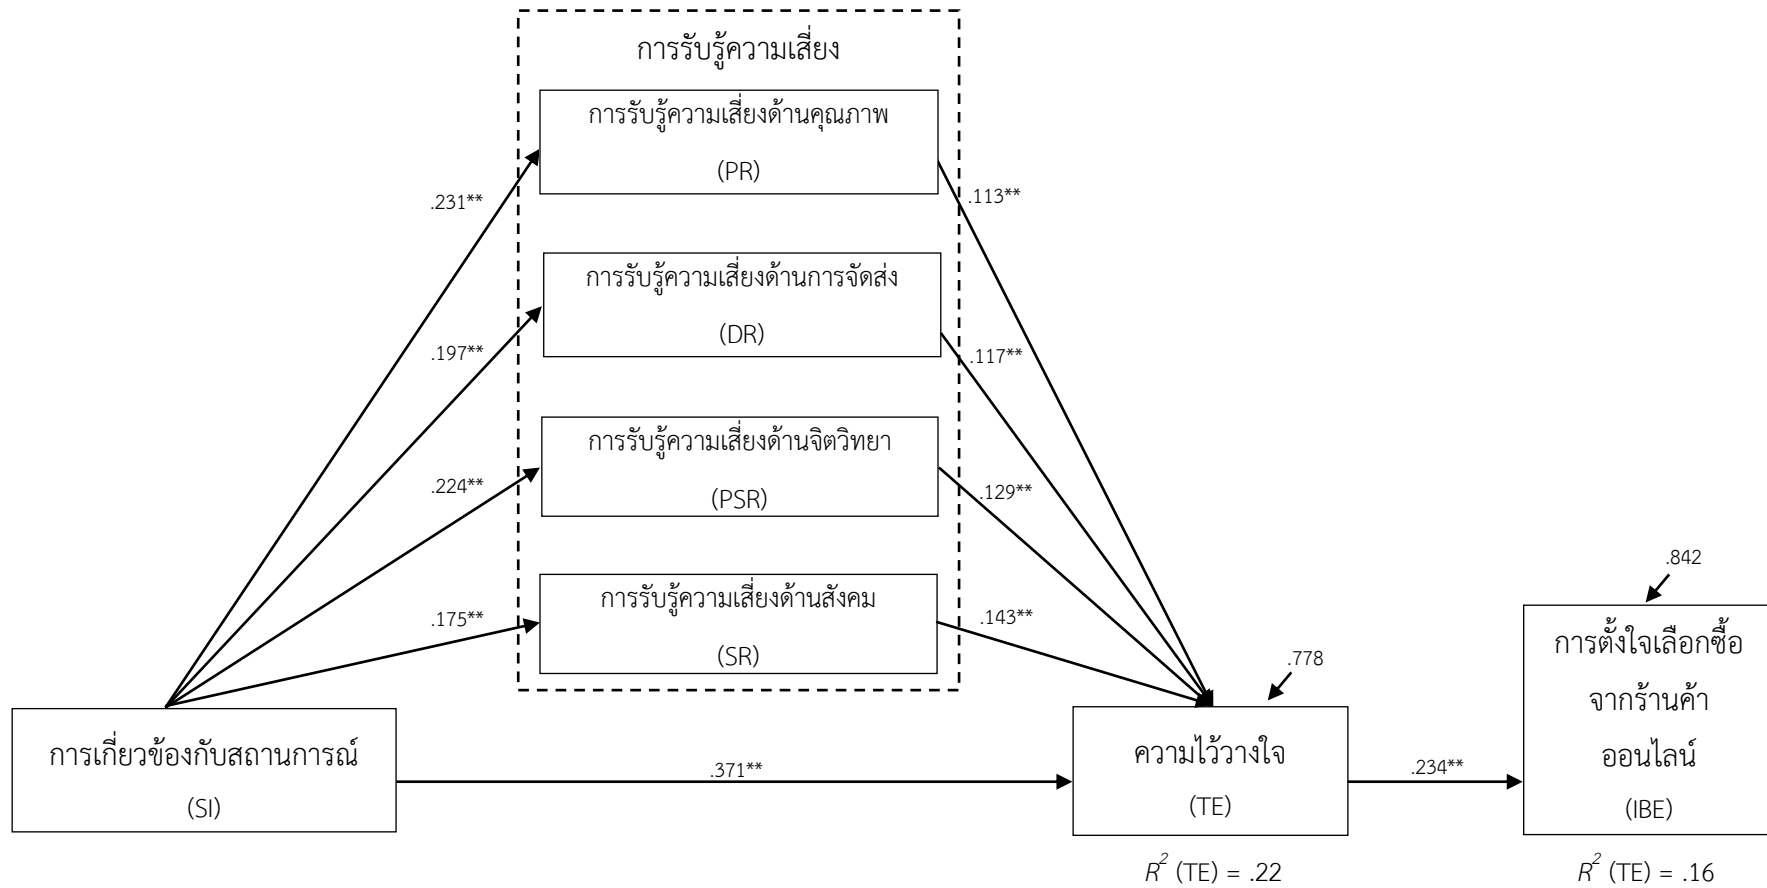 การรับรู้ความเสี่ยง
การรับรู้ความเสี่ยงด้านคุณภาพ
(PR)
.231**
.113**
การรับรู้ความเสี่ยงด้านการจัดส่ง
(DR)
.197**
.117**
การรับรู้ความเสี่ยงด้านจิตวิทยา
(PSR)
.224**
.129**
การรับรู้ความเสี่ยงด้านสังคม
(SR)
.175**
.143**
.842
.778
การเกี่ยวข้องกับสถานการณ์
(SI)
.371**
ความไว้วางใจ
(TE)
.234**
การตั้งใจเลือกซื้อ
จากร้านค้า
ออนไลน์
(IBE)
R² (TE) = .22
R² (TE) = .16